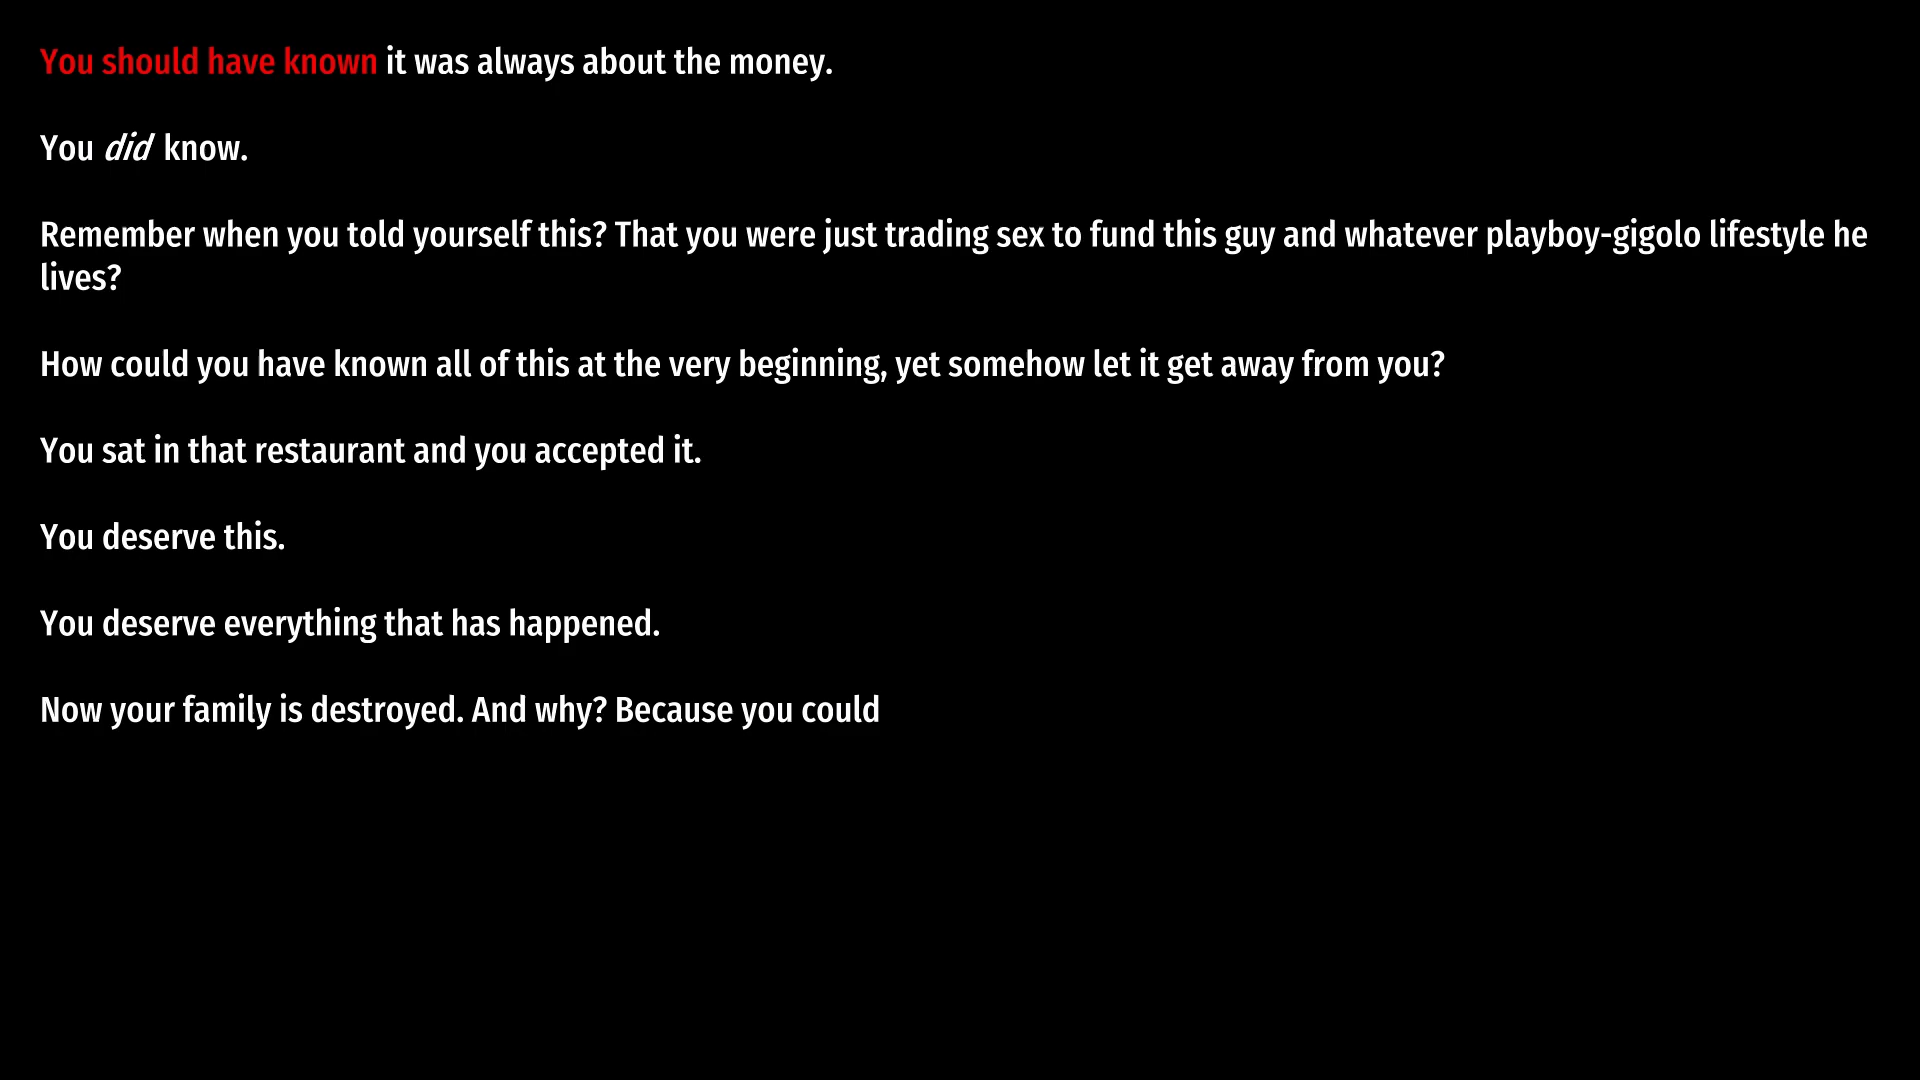 You should have known it was always about the money.
You did know.
Remember when you told yourself this? That you were just trading sex to fund this guy and whatever playboy-gigolo lifestyle he
lives?
How could you have known all of this at the very beginning, yet somehow let it get away from you?
You sat in that restaurant and you accepted it.
You deserve this.
You deserve everything that has happened.
Now your family is destroyed. And why? Because you could